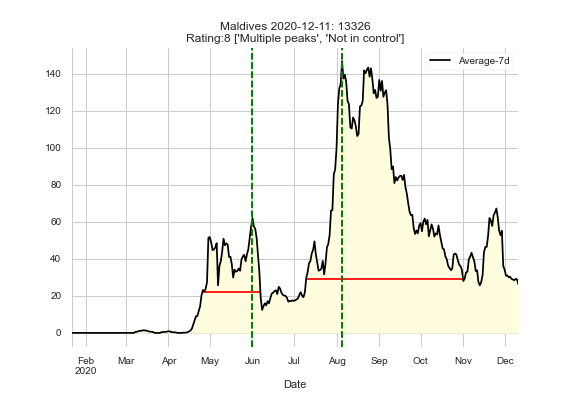 Maldives 2020-12-11: 13326
Rating:8 ['Multiple peaks', 'Not in control']
Average-7d
140
120
100
80
60
40
20
0
Feb Mar Apr May Jun Jul Aug Sep Oct Nov Dec
2020
Date